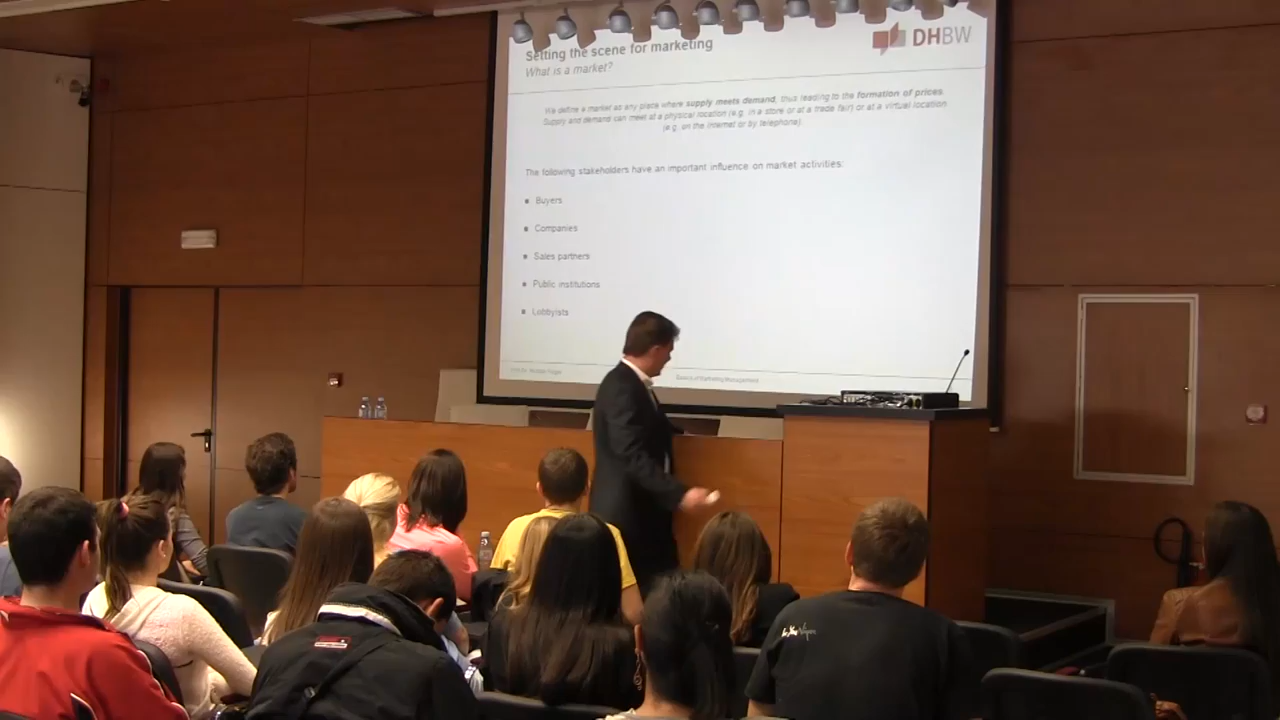 Setting the scene for marketing
DHBW
What is a market?
We define a market as any place where supply meets demand, thus leading to the formation of prices.
Supply and demand can meet at a physical location (e.g. in a store or at a trade fair) or at a virtual location
(e.g. on the internet or by telephone).
The following stakeholders have an important influence on market activities:
Buyers
Companies
Sales partners
Public institutions
Lobbyists
Basics of Marketing Management